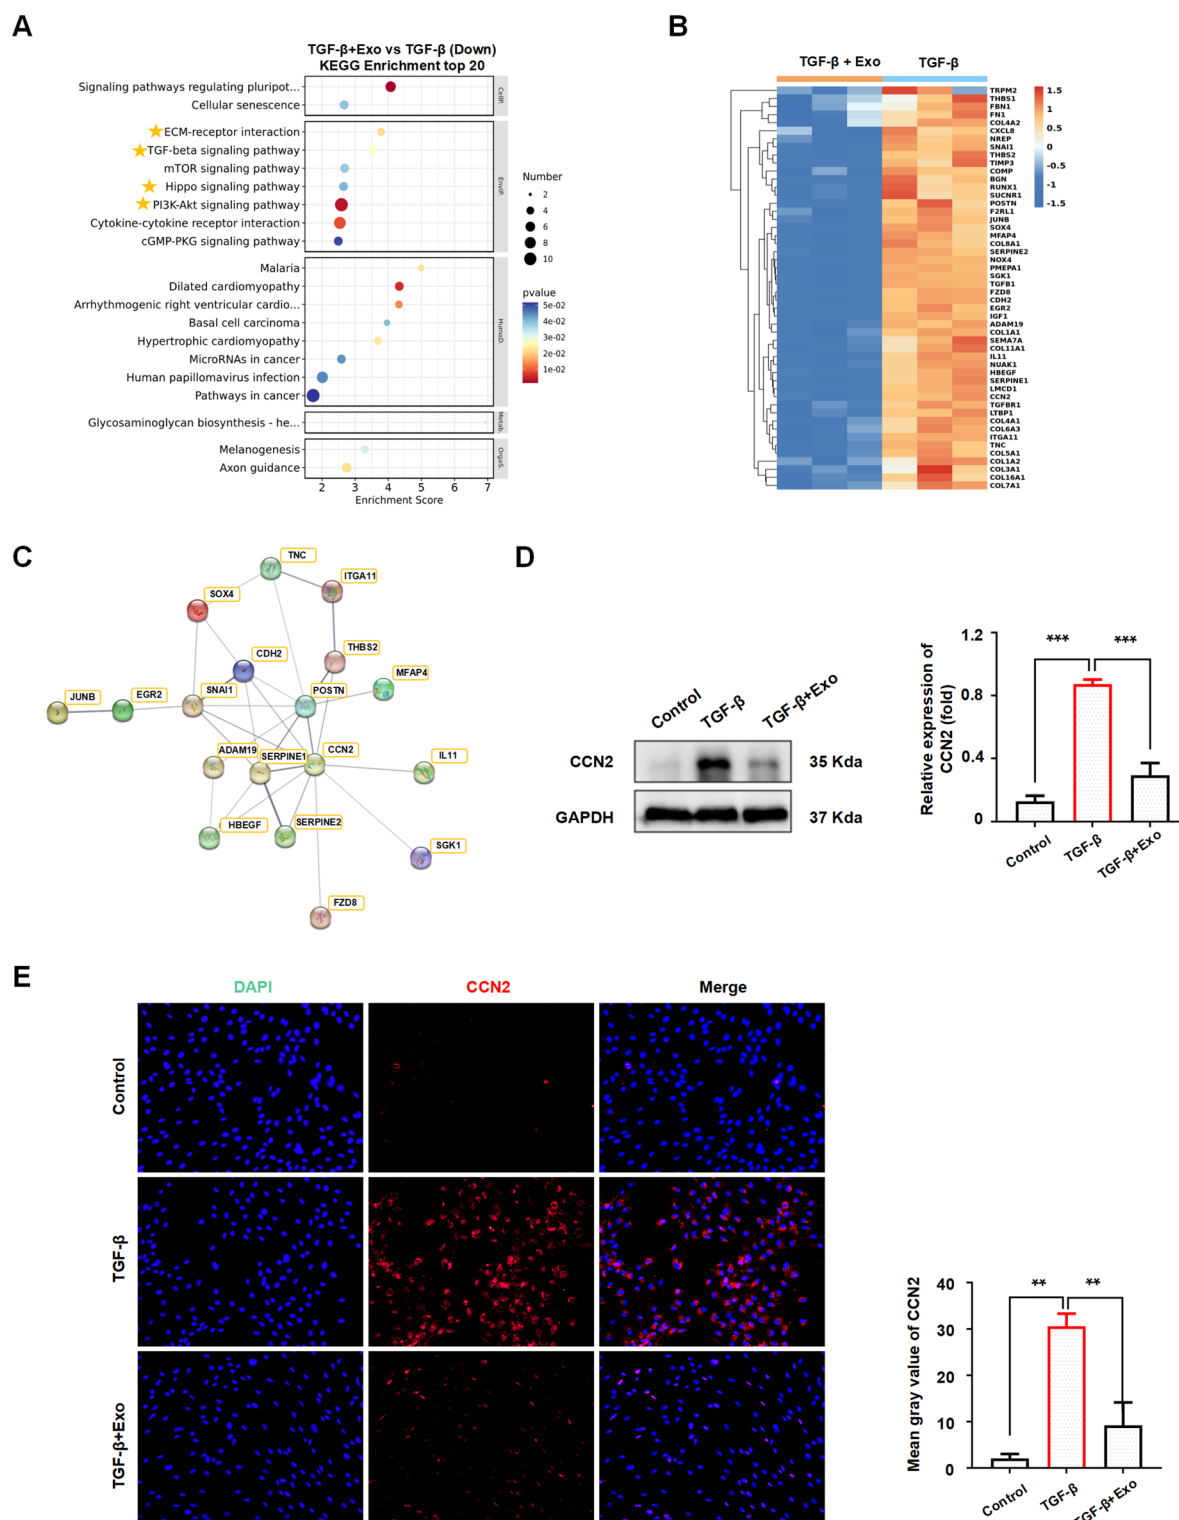 A
TGF-β+Exo vs TGF-β (Down)
KEGG Enrichment top 20
Signaling pathways regulating pluripot...
Cellular senescence
CellP.
ECM-receptor interaction
TGF-beta signaling pathway
mTOR signaling pathway
Hippo signaling pathway
PI3K-Akt signaling pathway
Cytokine-cytokine receptor interaction
cGMP-PKG signaling pathway
EnvIP.
Malaria
Dilated cardiomyopathy
Arrhythmogenic right ventricular cardio...
Basal cell carcinoma
Hypertrophic cardiomyopathy
MicroRNAs in cancer
Human papillomavirus infection
Pathways in cancer
HumaD.
Glycosaminoglycan biosynthesis - he...
Metab.
Melanogenesis
Axon guidance
OrgaS.
2 3 4 5 6 7
Enrichment Score
Number
2
4
6
8
10
pvalue
5e-02
4e-02
3e-02
2e-02
1e-02
B
TGF-β + Exo
TGF-β
TRPM2
THBS1
FBN1
FN1
COL4A2
CXCL8
NREP
SNAI1
THBS2
TIMP3
COMP
BGN
RUNX1
SUCNR1
POSTN
F2RL1
JUNB
SOX4
MFAP4
COL8A1
SERPINE2
NOX4
PMEPA1
SGK1
TGFB1
FZD8
CDH2
EGR2
IGF1
ADAM19
COL1A1
SEMA7A
COL11A1
IL11
NUAK1
HBEGF
SERPINE1
LMCD1
CCN2
TGFBR1
LTBP1
COL4A1
COL6A3
ITGA11
TNC
COL5A1
COL1A2
COL3A1
COL16A1
COL7A1
1.5
1
0.5
0
-0.5
-1
-1.5
C
TNC
ITGA11
SOX4
THBS2
CDH2
MFAP4
JUNB
EGR2
SNAI1
POSTN
ADAM19
SERPINE1
CCN2
IL11
HBEGF
SERPINE2
SGK1
FZD8
D
Control
TGF-β
TGF-β+Exo
CCN2
35 Kda
GAPDH
37 Kda
Relative expression of
CCN2 (fold)
1.2
0.8
0.4
0
***
***
Control
TGF-β
TGF-β+Exo
E
DAPI
CCN2
Merge
Control
TGF-β
TGF-β+Exo
Mean gray value of CCN2
40
30
20
10
0
**
**
Control
TGF-β
TGF-β+Exo